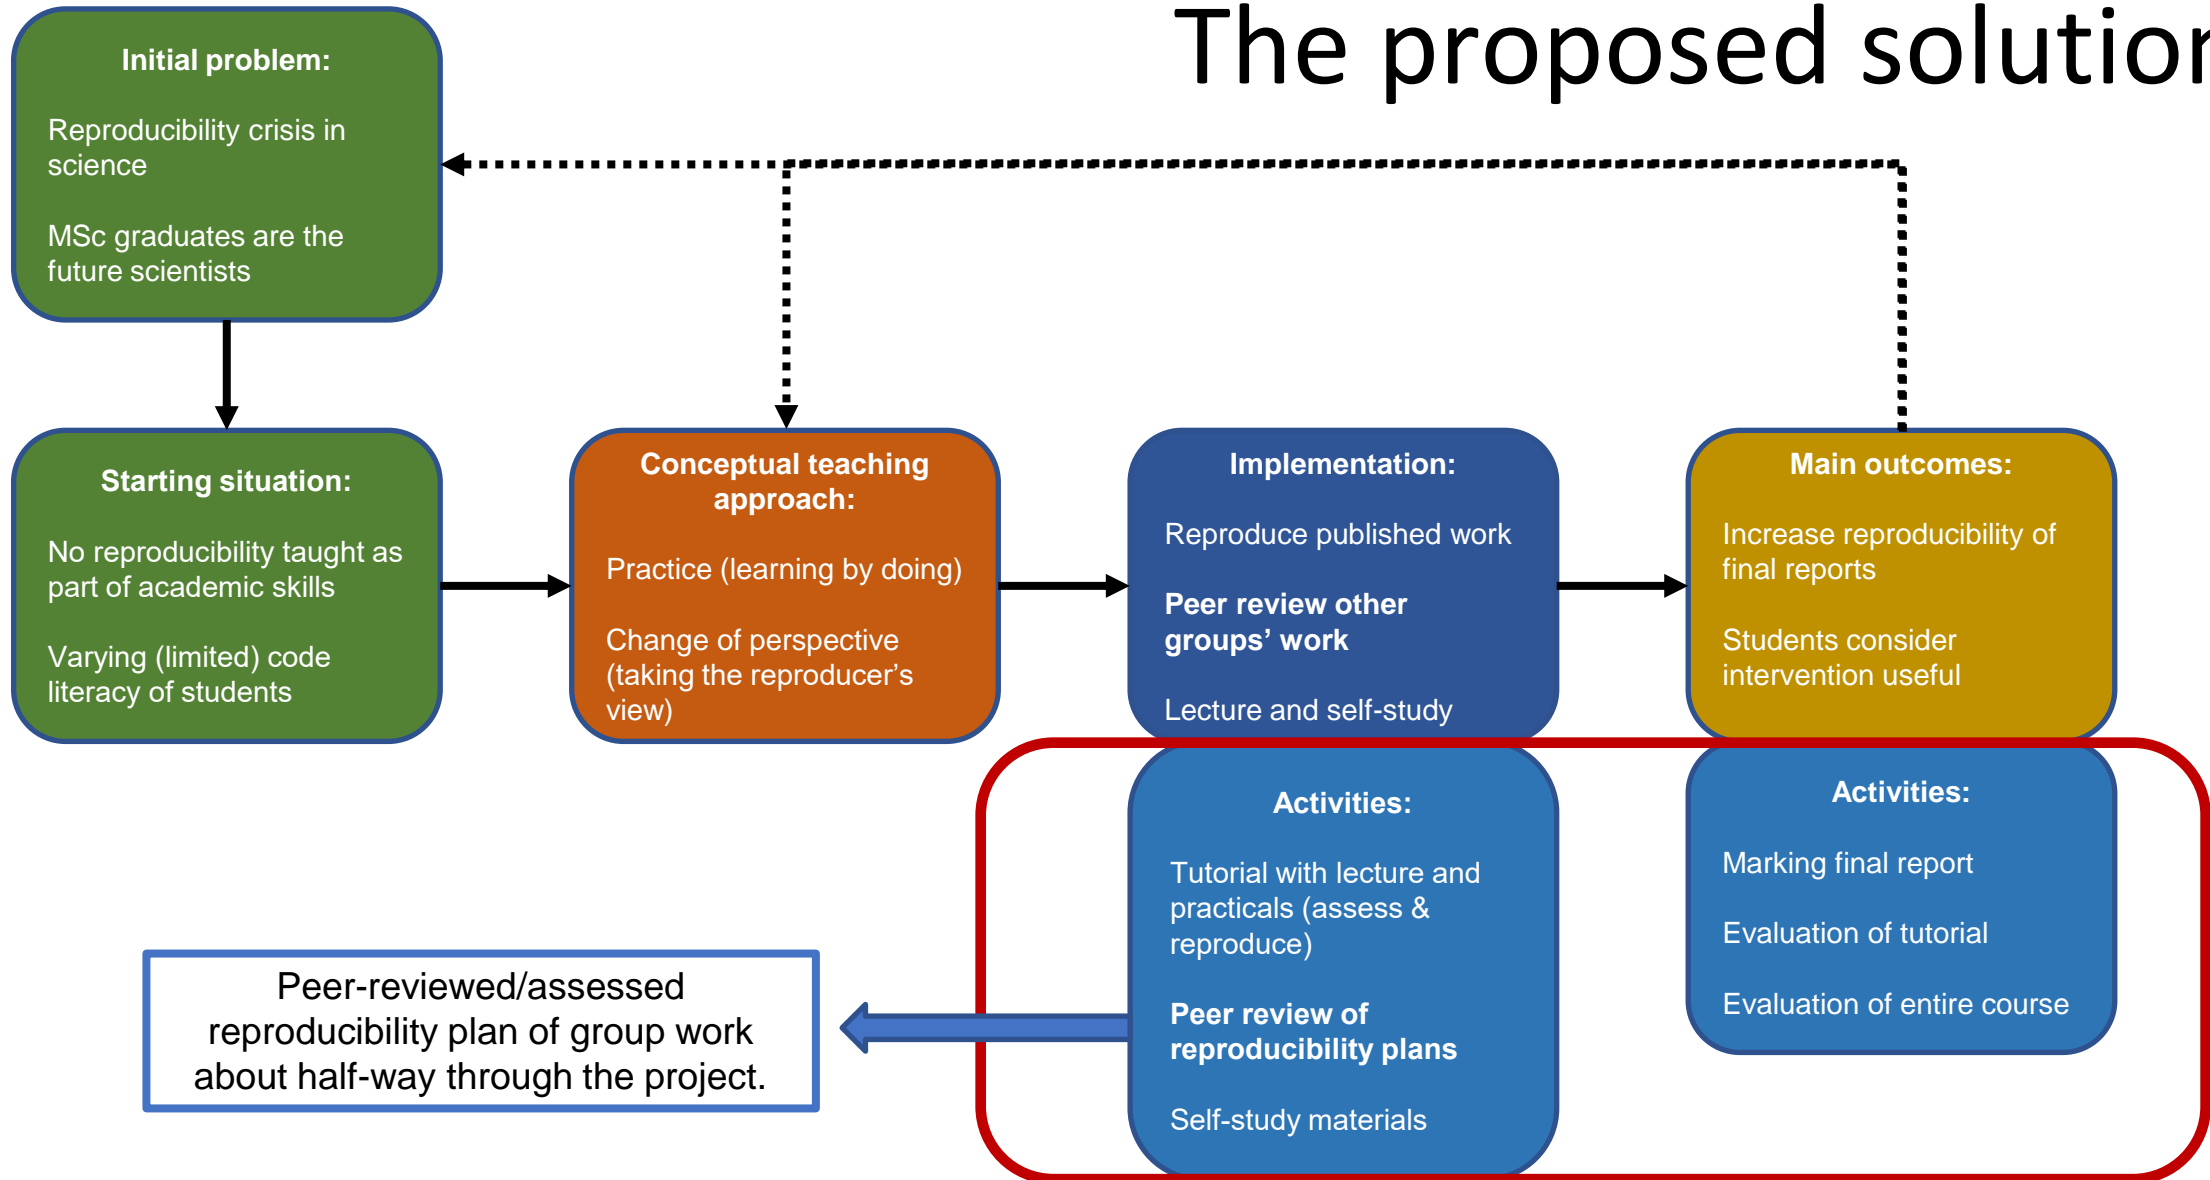 The proposed solution
Initial problem:
Reproducibility crisis in
science
MSc graduates are the
future scientists
Starting situation:
No reproducibility taught as
part of academic skills
Varying (limited) code
literacy of students
Conceptual teaching
approach:
Practice (learning by doing)
Change of perspective
(taking the reproducer’s
view)
Implementation:
Reproduce published work
Peer review other
groups’ work
Lecture and self-study
Main outcomes:
Increase reproducibility of
final reports
Students consider
intervention useful
Activities:
Tutorial with lecture and
practicals (assess &
reproduce)
Peer review of
reproducibility plans
Self-study materials
Activities:
Marking final report
Evaluation of tutorial
Evaluation of entire course
Peer-reviewed/assessed
reproducibility plan of group work
about half-way through the project.